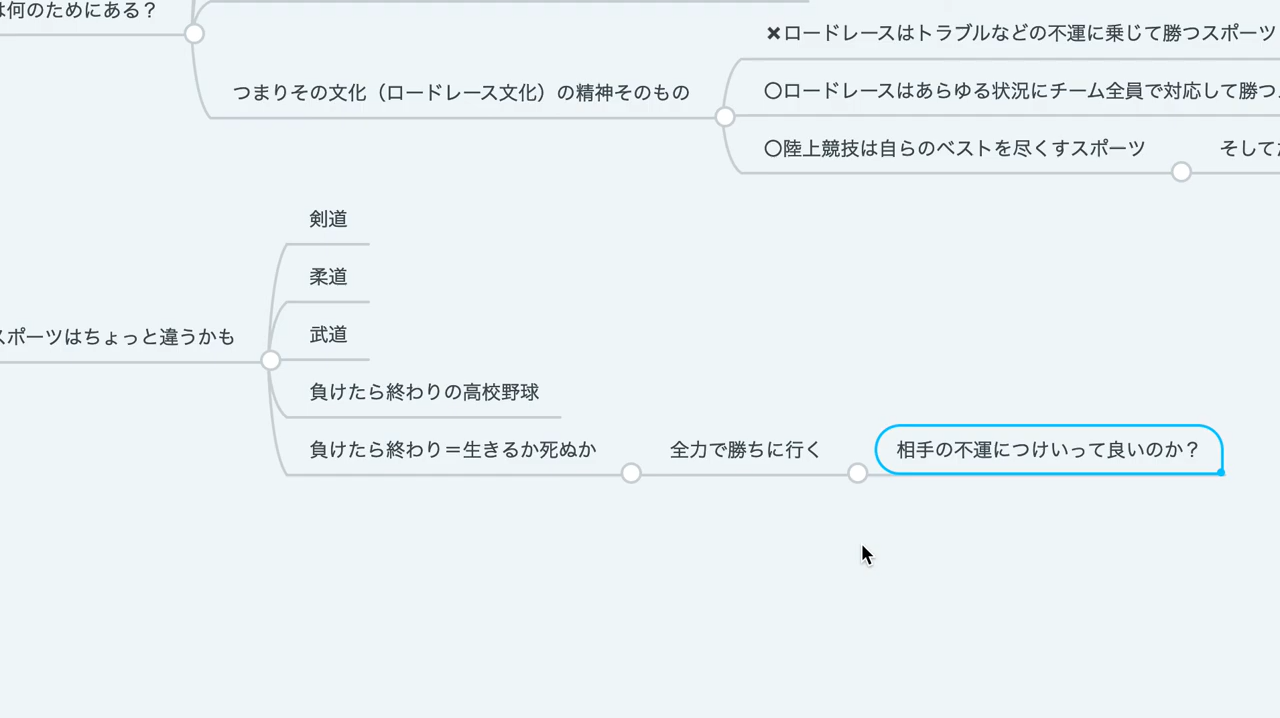 は何のためにある？
✖ロードレースはトラブルなどの不運に乗じて勝つスポーツ
つまりその文化（ロードレース文化）の精神そのもの
〇ロードレースはあらゆる状況にチーム全員で対応して勝つ
〇陸上競技は自らのベストを尽くすスポーツ
そして
剣道
柔道
スポーツはちょっと違うかも
武道
負けたら終わりの高校野球
負けたら終わり＝生きるか死ぬか
全力で勝ちに行く
相手の不運につけいって良いのか？